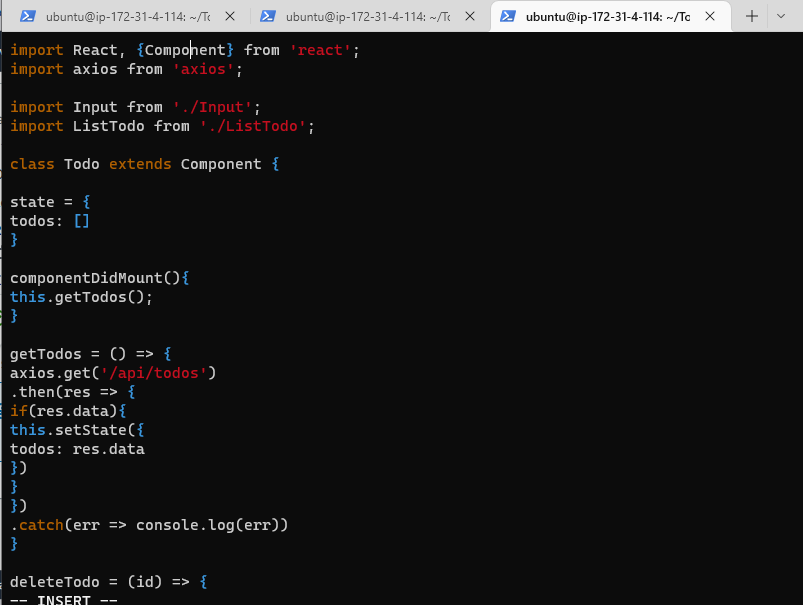 ubuntu@ip-172-31-4-114: ~/To
ubuntu@ip-172-31-4-114: ~/To
ubuntu@ip-172-31-4-114: ~/To
import React, {Component} from 'react';
import axios from 'axios';
import Input from './Input';
import ListTodo from './ListTodo';
class Todo extends Component {
state = {
todos: []
}
componentDidMount(){
this.getTodos();
}
getTodos = () => {
axios.get('/api/todos')
.then(res => {
if(res.data){
this.setState({
todos: res.data
})
}
})
.catch(err => console.log(err))
}
deleteTodo = (id) => {
-- INSERT --